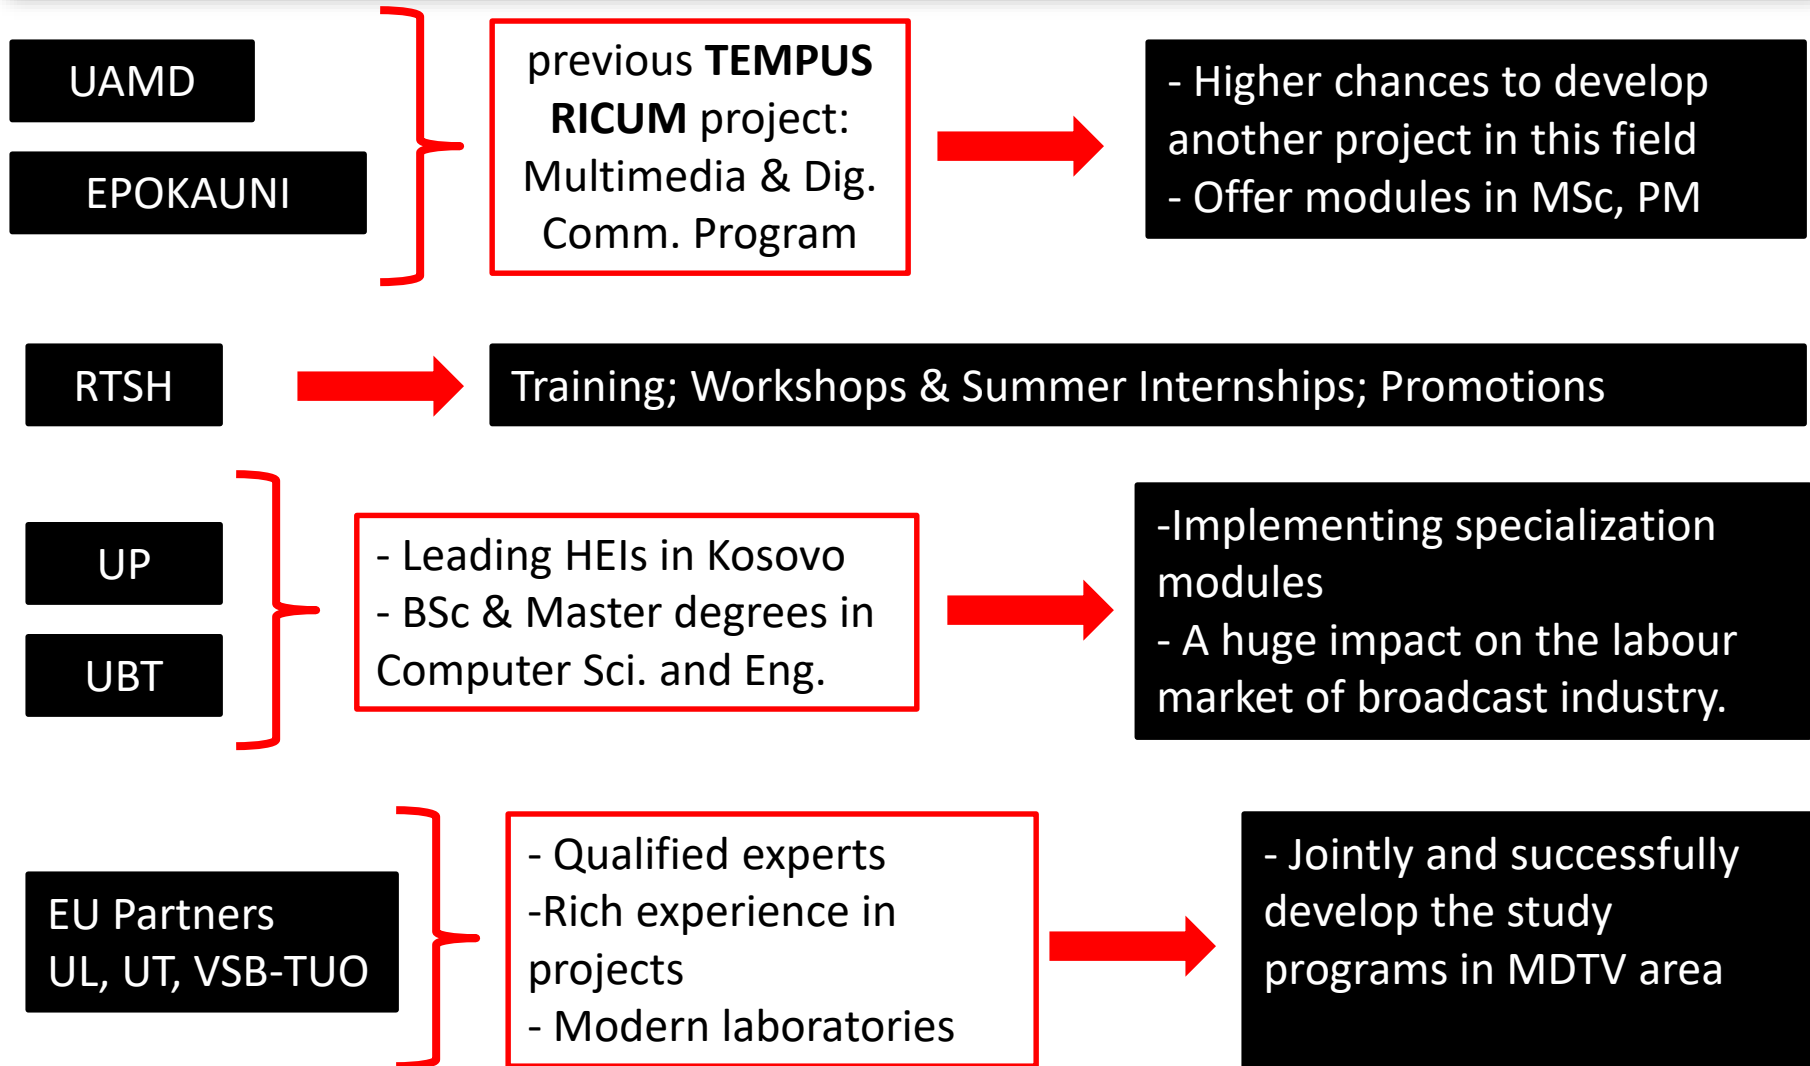 UAMD
EPOKAUNI
previous TEMPUS
RICUM project:
Multimedia & Dig.
Comm. Program
- Higher chances to develop
another project in this field
- Offer modules in MSc, PM
RTSH
Training; Workshops & Summer Internships; Promotions
UP
UBT
- Leading HEIs in Kosovo
- BSc & Master degrees in
Computer Sci. and Eng.
-Implementing specialization
modules
- A huge impact on the labour
market of broadcast industry.
EU Partners
UL, UT, VSB-TUO
- Qualified experts
-Rich experience in
projects
- Modern laboratories
- Jointly and successfully
develop the study
programs in MDTV area